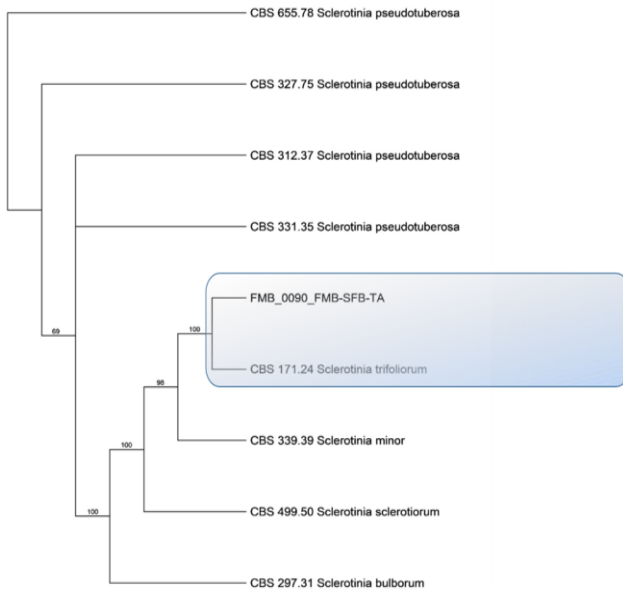 CBS 655.78 Sclerotinia pseudotuberosa
CBS 327.75 Sclerotinia pseudotuberosa
CBS 312.37 Sclerotinia pseudotuberosa
CBS 331.35 Sclerotinia pseudotuberosa
FMB_0090_FMB-SFB-TA
100
69
CBS 171.24 Sclerotinia trifoliorum
98
CBS 339.39 Sclerotinia minor
100
CBS 499.50 Sclerotinia sclerotiorum
100
CBS 297.31 Sclerotinia bulborum